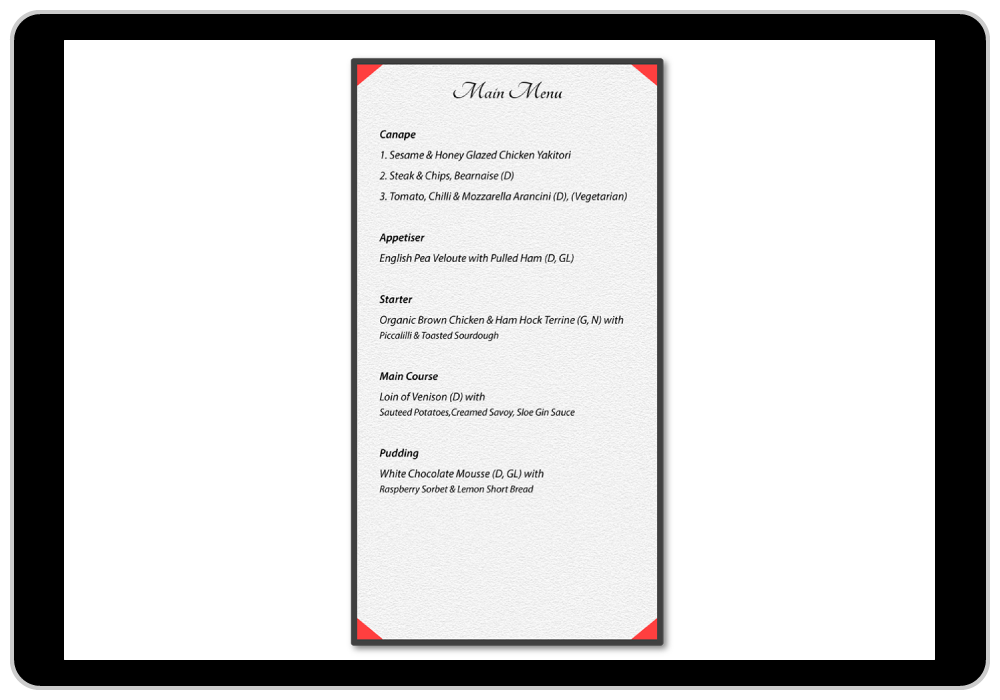 Main Menu
Canape
1. Sesame & Honey Glazed Chicken Yakitori
2. Steak & Chips, Bearnaise (D)
3. Tomato, Chilli & Mozzarella Arancini (D), (Vegetarian)
Appetiser
English Pea Veloute with Pulled Ham (D, GL)
Starter
Organic Brown Chicken & Ham Hock Terrine (G, N) with
Piccalilli & Toasted Sourdough
Main Course
Loin of Venison (D) with
Sauteed Potatoes,Creamed Savoy, Sloe Gin Sauce
Pudding
White Chocolate Mousse (D, GL) with
Raspberry Sorbet & Lemon Short Bread